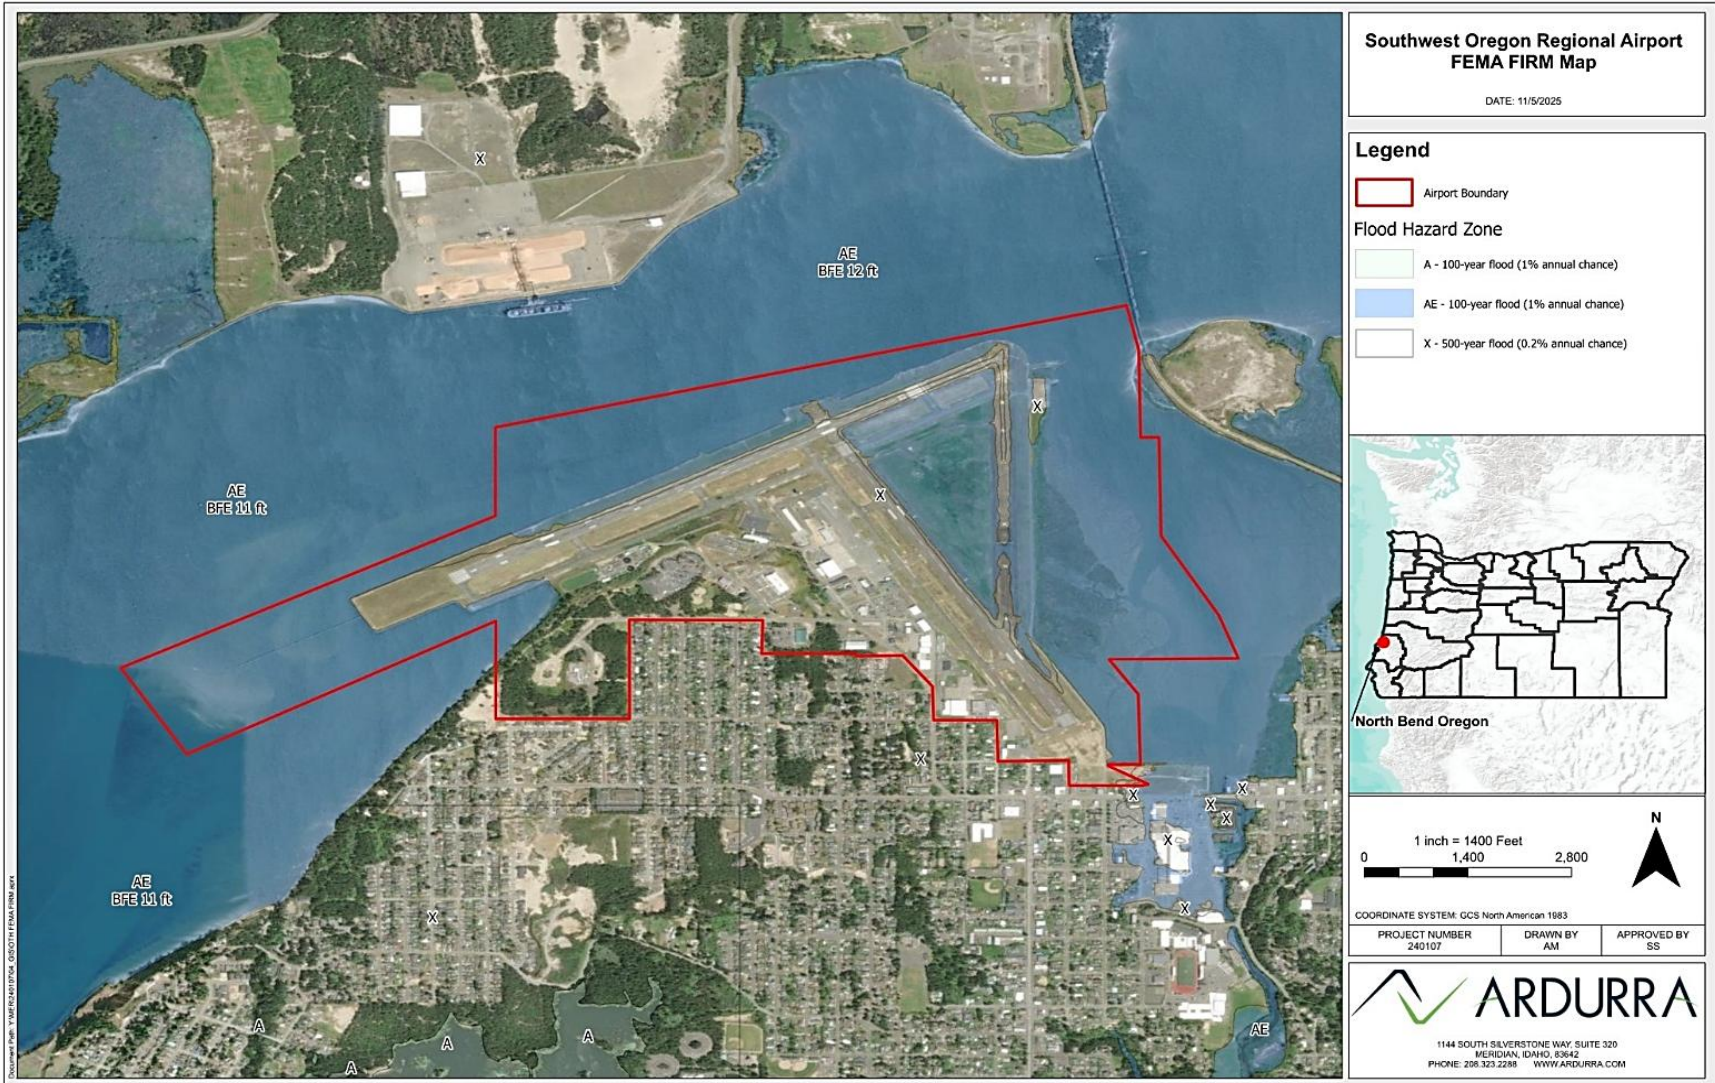 Southwest Oregon Regional Airport
FEMA FIRM Map
DATE: 11/5/2025
Legend
Airport Boundary
Flood Hazard Zone
A - 100-year flood (1% annual chance)
AE - 100-year flood (1% annual chance)
X - 500-year flood (0.2% annual chance)
X
AE
BFE 12 ft
X
AE
BFE 11 ft
X
X
X
X
X
X
X
AE
BFE 11 ft
X
X
A
A
A
A
AE
North Bend Oregon
1 inch = 1400 Feet
0 1,400 2,800
N
COORDINATE SYSTEM: GCS North American 1983
PROJECT NUMBER
240107
DRAWN BY
AM
APPROVED BY
SS
ARDURRA
1144 SOUTH SILVERSTONE WAY, SUITE 320
MERIDIAN, IDAHO, 83642
PHONE: 208.323.2288 WWW.ARDURRA.COM
Document Path: